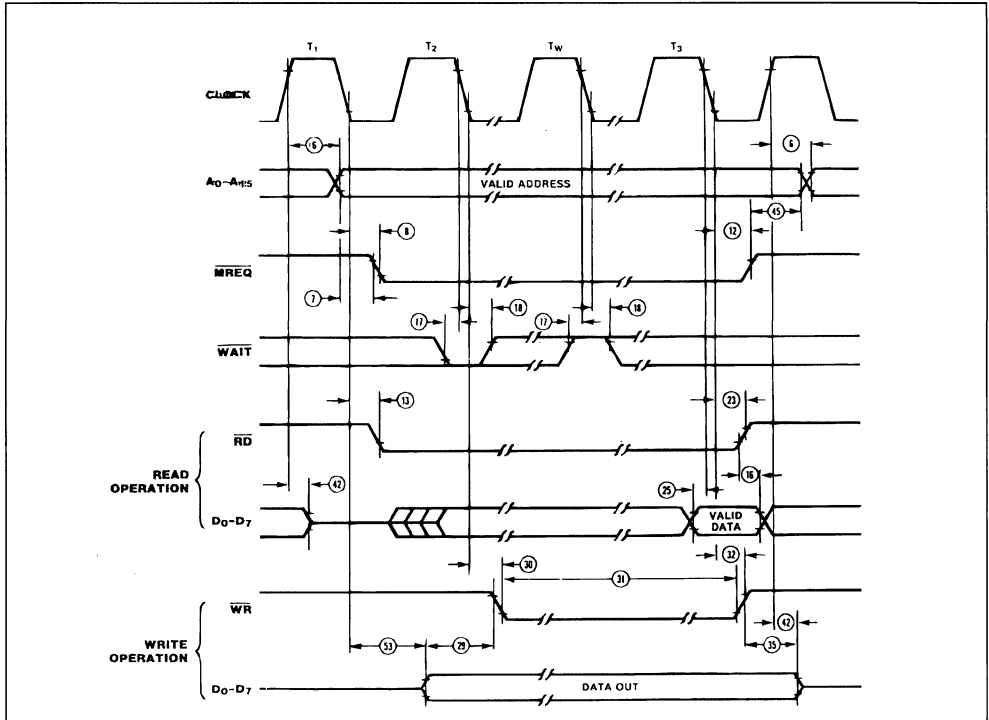 T1 T2 TW T3
CLOCK
6 6
A0–A15 VALID ADDRESS
45
8 12
MREQ
7
17 18 17 18
WAIT
13 23
RD
READ
OPERATION
16
42 25
D0–D7 VALID
DATA
32
30
31
WR
42
WRITE
OPERATION
53 29 35
D0–D7 DATA OUT